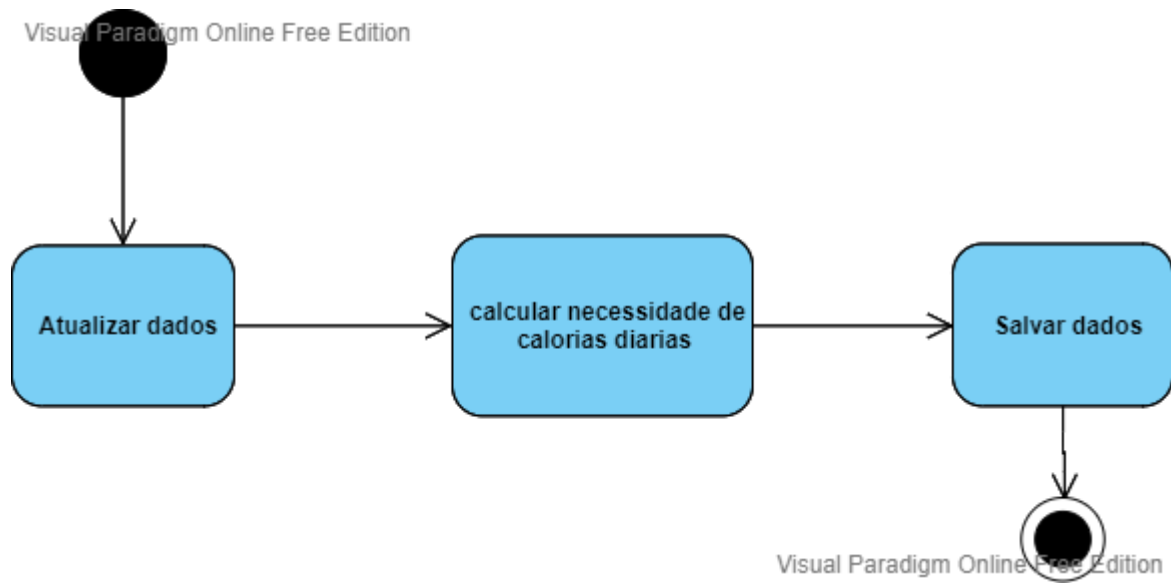 Visual Paradigm Online Free Edition
Atualizar dados
calcular necessidade de
calorias diarias
Salvar dados
Visual Paradigm Online Free Edition